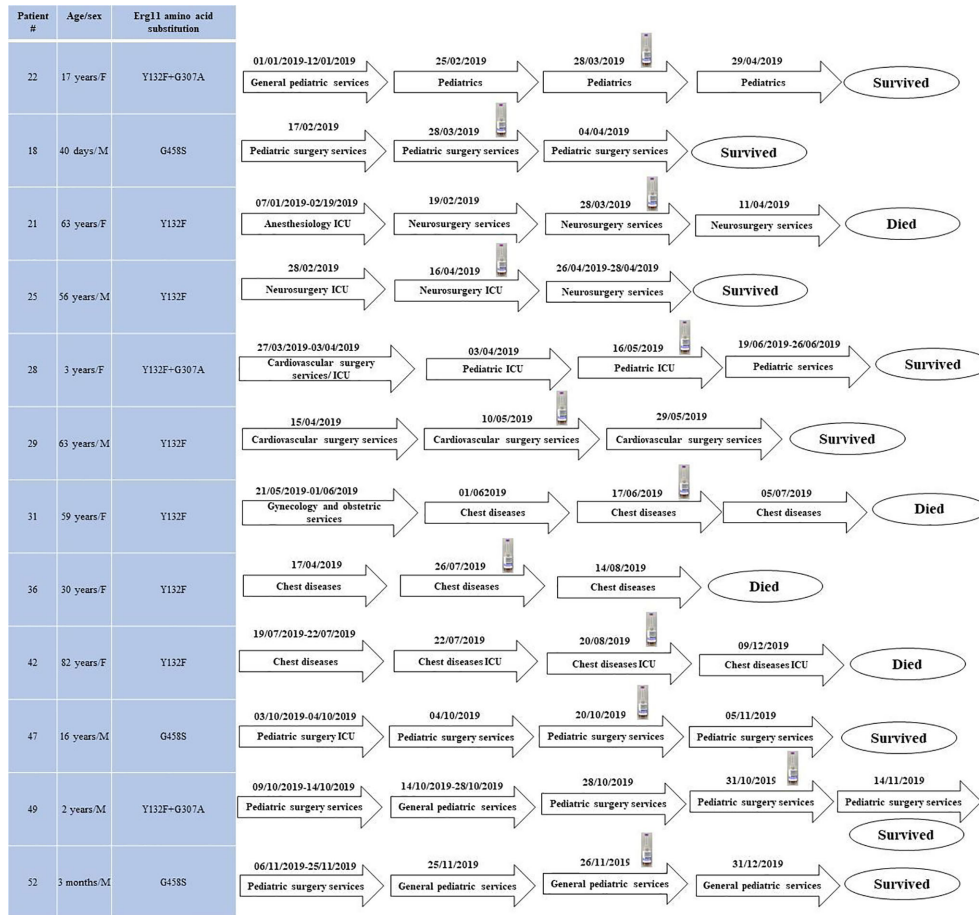 Patient Age/sex Erg11 amino acid
# substitution
22 17 years/F Y132F+G307A
01/01/2019-12/01/2019 25/02/2019 28/03/2019 29/04/2019
General pediatric services Pediatrics Pediatrics Pediatrics Survived
18 40 days/M G458S
17/02/2019 28/03/2019 04/04/2019
Pediatric surgery services Pediatric surgery services Pediatric surgery services Survived
21 63 years/F Y132F
07/01/2019-02/19/2019 19/02/2019 28/03/2019 11/04/2019
Anesthesiology ICU Neurosurgery services Neurosurgery services Neurosurgery services Died
25 56 years/M Y132F
28/02/2019 16/04/2019 26/04/2019-28/04/2019
Neurosurgery ICU Neurosurgery ICU Neurosurgery services Survived
28 3 years/F Y132F+G307A
27/03/2019-03/04/2019 03/04/2019 16/05/2019 19/06/2019-26/06/2019
Cardiovascular surgery services/ ICU Pediatric ICU Pediatric ICU Pediatric services Survived
29 63 years/M Y132F
15/04/2019 10/05/2019 29/05/2019
Cardiovascular surgery services Cardiovascular surgery services Cardiovascular surgery services Survived
31 59 years/F Y132F
21/05/2019-01/06/2019 01/062019 17/06/2019 05/07/2019
Gynecology and obstetric services Chest diseases Chest diseases Chest diseases Died
36 30 years/F Y132F
17/04/2019 26/07/2019 14/08/2019
Chest diseases Chest diseases Chest diseases Died
42 82 years/F Y132F
19/07/2019-22/07/2019 22/07/2019 20/08/2019 09/12/2019
Chest diseases Chest diseases ICU Chest diseases ICU Chest diseases ICU Died
47 16 years/M G458S
03/10/2019-04/10/2019 04/10/2019 20/10/2019 05/11/2019
Pediatric surgery ICU Pediatric surgery services Pediatric surgery services Pediatric surgery services Survived
49 2 years/M Y132F+G307A
09/10/2019-14/10/2019 14/10/2019-28/10/2019 28/10/2019 31/10/2015 14/11/2019
Pediatric surgery services General pediatric services Pediatric surgery services Pediatric surgery services Pediatric surgery services
Survived
52 3 months/M G458S
06/11/2019-25/11/2019 25/11/2019 26/11/2015 31/12/2019
Pediatric surgery services General pediatric services General pediatric services General pediatric services Survived